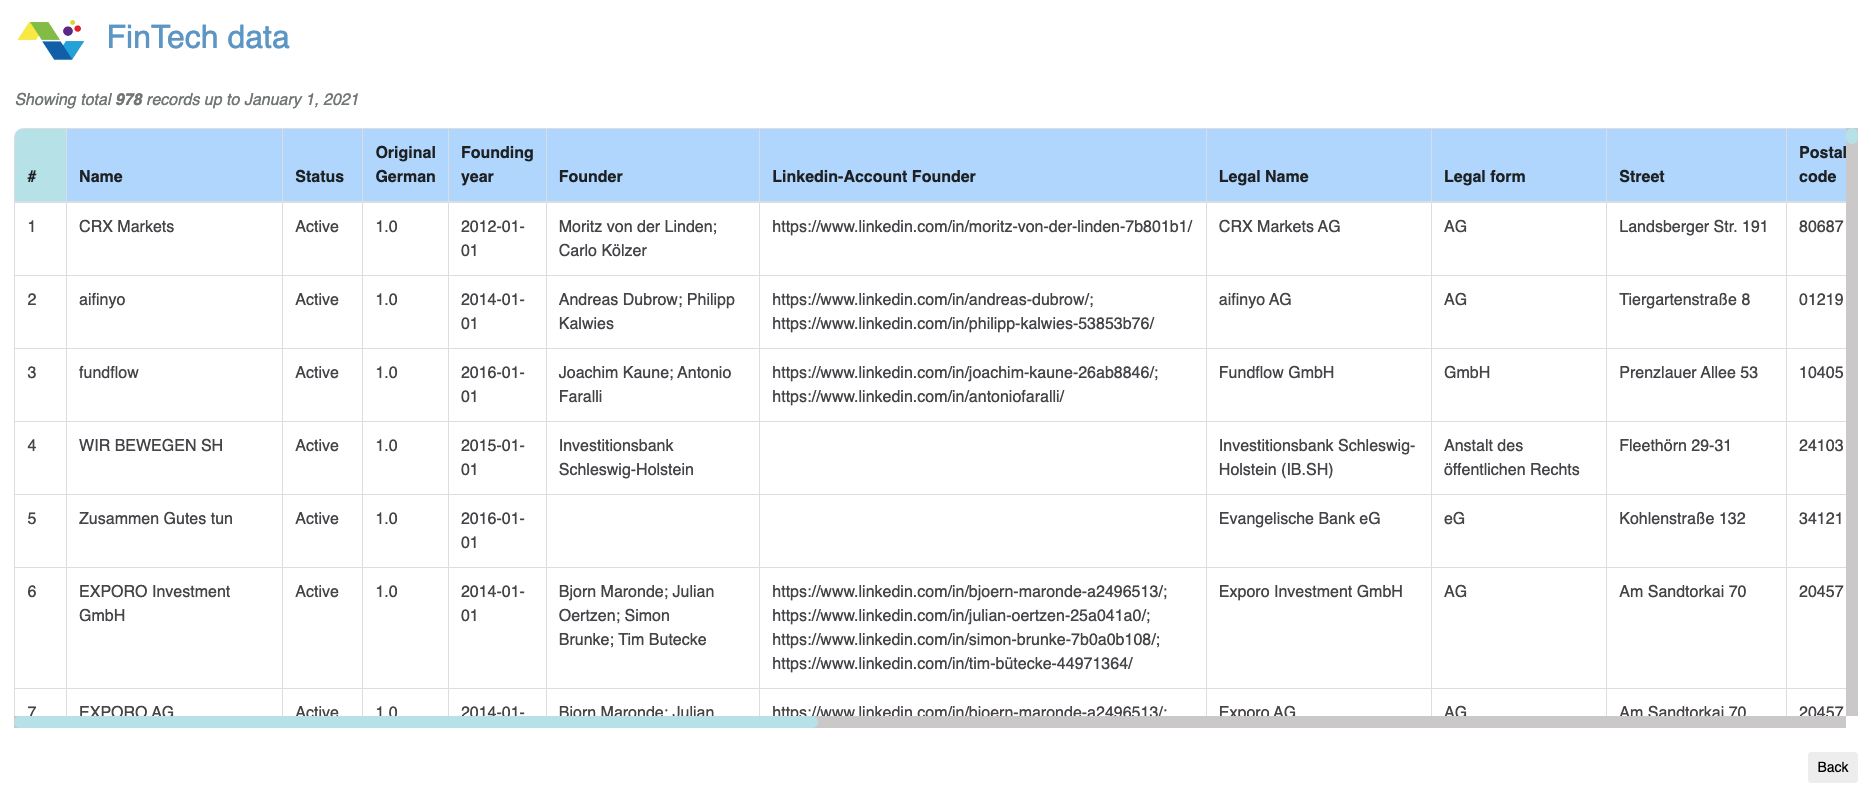 FinTech data
Showing total 978 records up to January 1, 2021
# Name Status Original German Founding year Founder Linkedin-Account Founder Legal Name Legal form Street Postal code
1 CRX Markets Active 1.0 2012-01-01 Moritz von der Linden; Carlo Kölzer https://www.linkedin.com/in/moritz-von-der-linden-7b801b1/ CRX Markets AG AG Landsberger Str. 191 80687
2 aifinyo Active 1.0 2014-01-01 Andreas Dubrow; Philipp Kalwies https://www.linkedin.com/in/andreas-dubrow/; https://www.linkedin.com/in/philipp-kalwies-53853b76/ aifinyo AG AG Tiergartenstraße 8 01219
3 fundflow Active 1.0 2016-01-01 Joachim Kaune; Antonio Faralli https://www.linkedin.com/in/joachim-kaune-26ab8846/; https://www.linkedin.com/in/antoniofaralli/ Fundflow GmbH GmbH Prenzlauer Allee 53 10405
4 WIR BEWEGEN SH Active 1.0 2015-01-01 Investitionsbank Schleswig-Holstein Investitionsbank Schleswig-Holstein (IB.SH) Anstalt des öffentlichen Rechts Fleethörn 29-31 24103
5 Zusammen Gutes tun Active 1.0 2016-01-01 Evangelische Bank eG eG Kohlenstraße 132 34121
6 EXPORO Investment GmbH Active 1.0 2014-01-01 Bjorn Maronde; Julian Oertzen; Simon Brunke; Tim Butecke https://www.linkedin.com/in/bjoern-maronde-a2496513/; https://www.linkedin.com/in/julian-oertzen-25a041a0/; https://www.linkedin.com/in/simon-brunke-7b0a0b108/; https://www.linkedin.com/in/tim-bütecke-44971364/ Exporo Investment GmbH AG Am Sandtorkai 70 20457
7 EXPORO AG Active 1.0 2014-01- Bjorn Maronde; Julian https://www.linkedin.com/in/bjoern-maronde-a2496513/; Exporo AG AG Am Sandtorkai 70 20457
Back